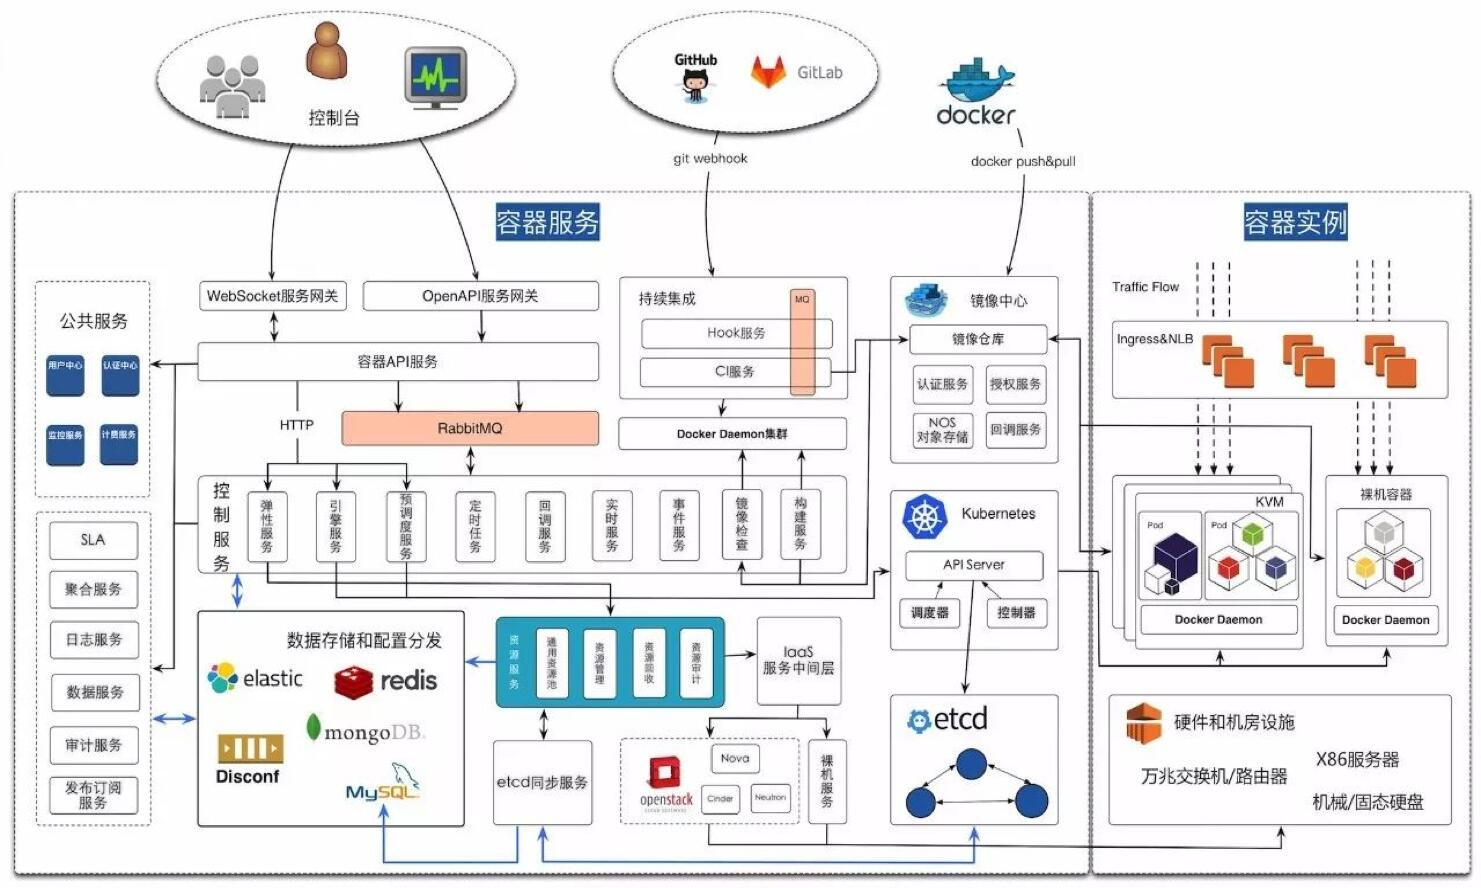 控制台
GitHub
GitLab
docker
git webhook
docker push&pull
容器服务
容器实例
公共服务
用户中心
认证中心
监控服务
计费服务
SLA
聚合服务
日志服务
数据服务
审计服务
发布订阅
服务
WebSocket服务网关
OpenAPI服务网关
容器API服务
HTTP
RabbitMQ
控制服务
弹性服务
引擎服务
预调度服务
定时任务
回调服务
实时服务
事件服务
镜像检查
构建服务
持续集成
MQ
Hook服务
CI服务
Docker Daemon集群
镜像中心
镜像仓库
认证服务
授权服务
NOS
对象存储
回调服务
Kubernetes
API Server
调度器
控制器
数据存储和配置分发
elastic
redis
mongoDB.
Disconf
MySQL
资源服务
通用资源池
资源管理
资源回收
资源审计
IaaS
服务中间层
etcd同步服务
openstack
CLOUD SOFTWARE
Nova
Cinder
Neutron
裸机服务
etcd
Traffic Flow
Ingress&NLB
KVM
Pod
Pod
Docker Daemon
裸机容器
Docker Daemon
硬件和机房设施
X86服务器
万兆交换机/路由器
机械/固态硬盘